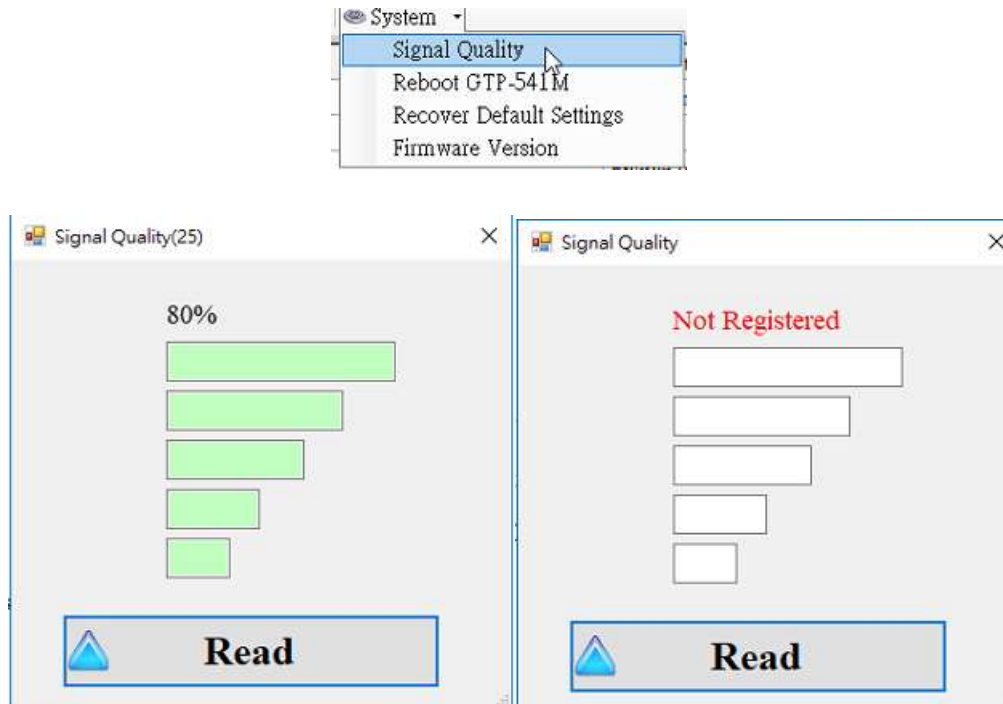 System
Signal Quality
Reboot GTP-541M
Recover Default Settings
Firmware Version
Signal Quality(25)
80%
Read
Signal Quality
Not Registered
Read